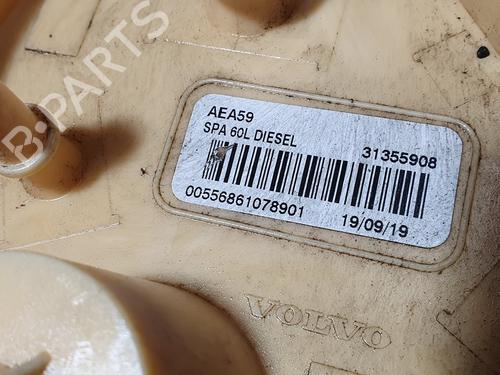 AEA59
SPA 60L DIESEL
31355908
00556861078901
19/09/19
VOLVO
B-PARTS